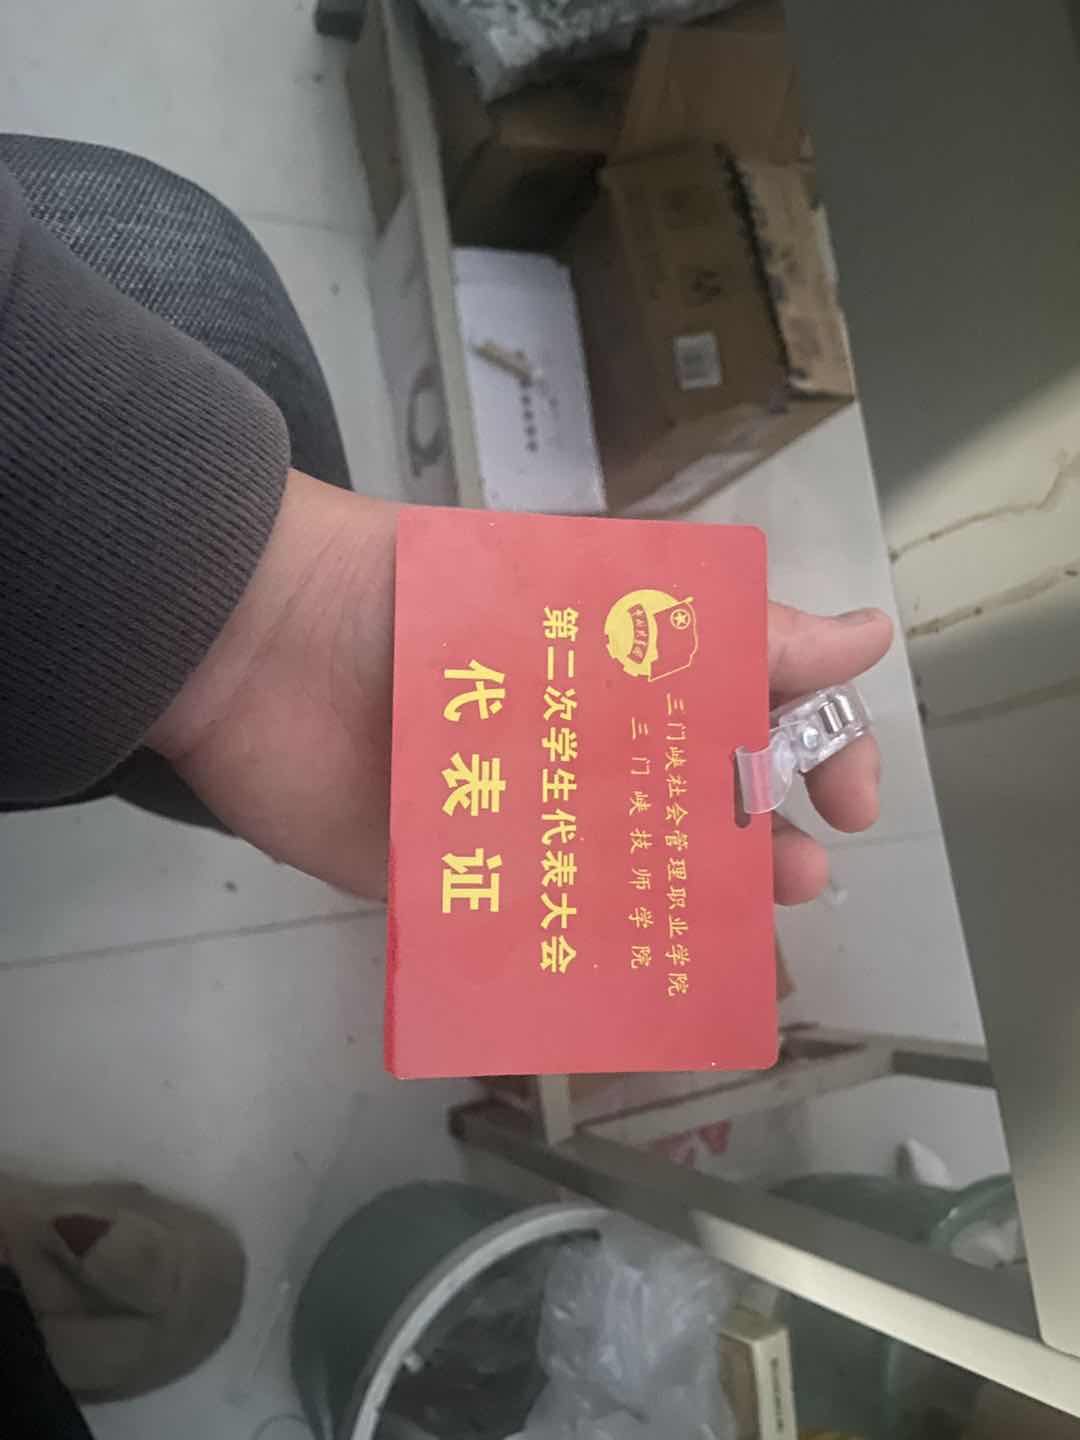 三门峡社会管理职业学院
三门峡技师学院
第二次学生代表大会
代表证